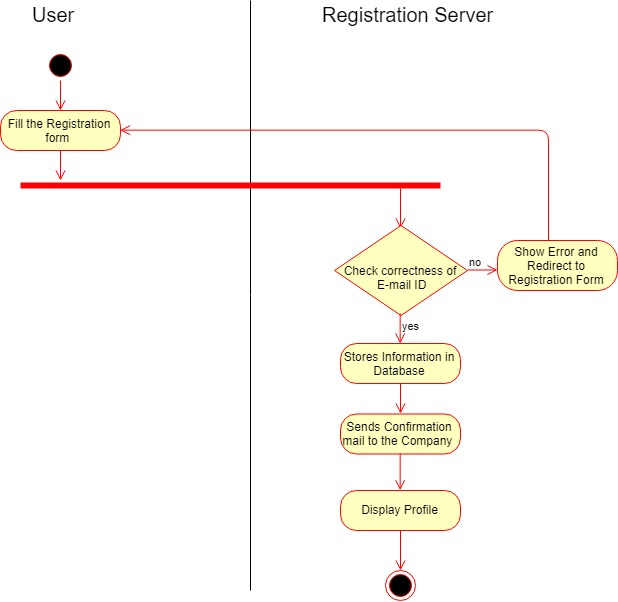 User
Registration Server
Fill the Registration
form
Check correctness of
E-mail ID
no
Show Error and
Redirect to
Registration Form
yes
Stores Information in
Database
Sends Confirmation
mail to the Company
Display Profile